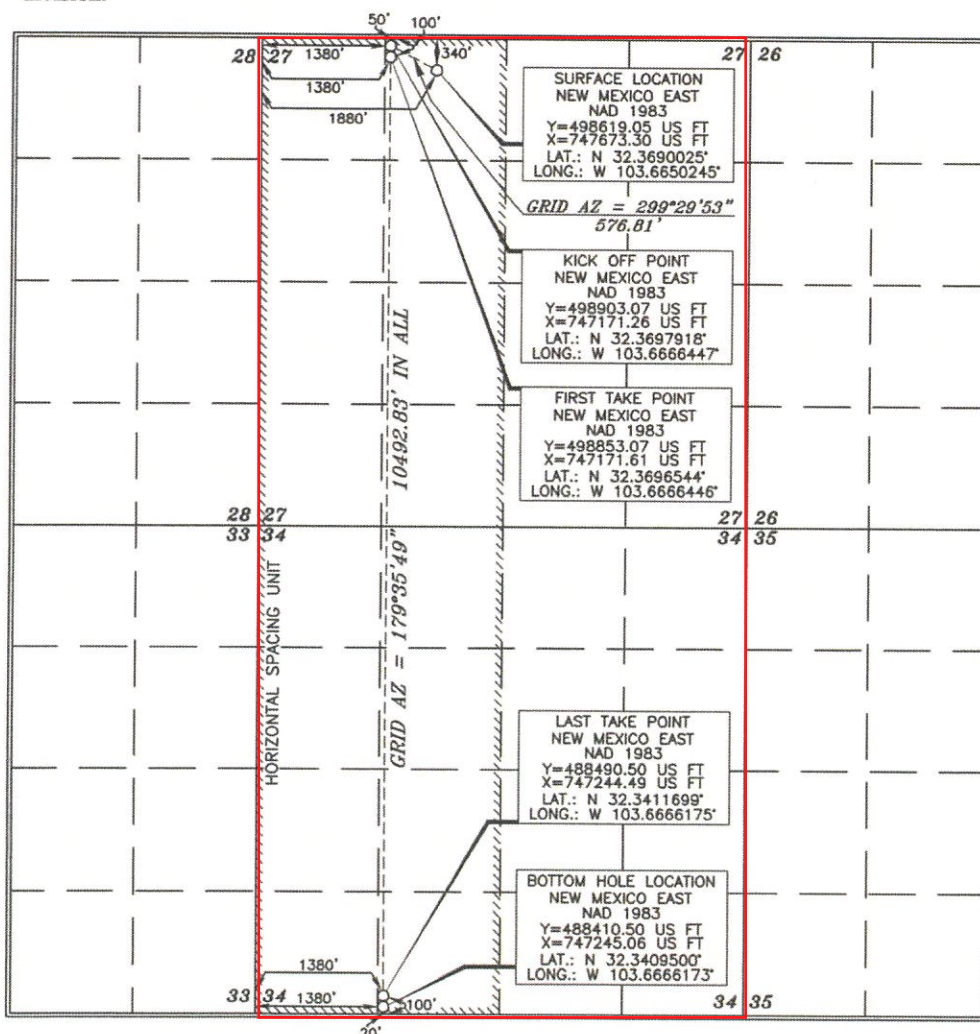 50'
100'
28 27
1380'
340'
27 26
1380'
1880'
SURFACE LOCATION
NEW MEXICO EAST
NAD 1983
Y=498619.05 US FT
X=747673.30 US FT
LAT.: N 32.3690025°
LONG.: W 103.6650245°
GRID AZ = 299°29'53"
576.81'
KICK OFF POINT
NEW MEXICO EAST
NAD 1983
Y=498903.07 US FT
X=747171.26 US FT
LAT.: N 32.3697918°
LONG.: W 103.6666447°
FIRST TAKE POINT
NEW MEXICO EAST
NAD 1983
Y=498853.07 US FT
X=747171.61 US FT
LAT.: N 32.3696544°
LONG.: W 103.6666446°
GRID AZ = 179°35'49" 10492.83' IN ALL
28 27
33 34
27 26
34 35
HORIZONTAL SPACING UNIT
LAST TAKE POINT
NEW MEXICO EAST
NAD 1983
Y=488490.50 US FT
X=747244.49 US FT
LAT.: N 32.3411699°
LONG.: W 103.6666175°
BOTTOM HOLE LOCATION
NEW MEXICO EAST
NAD 1983
Y=488410.50 US FT
X=747245.06 US FT
LAT.: N 32.3409500°
LONG.: W 103.6666173°
1380'
33 34
1380'
100'
34 35
20'